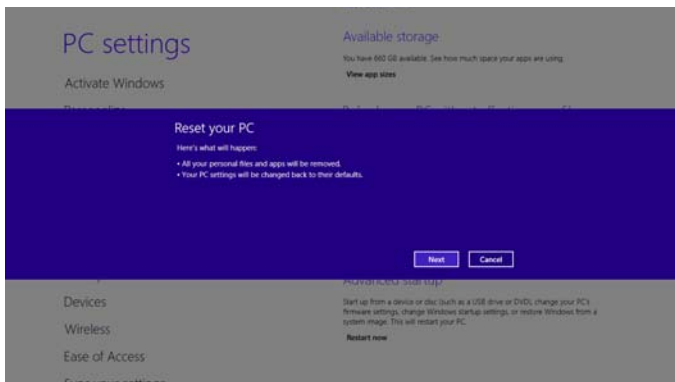 PC settings
Activate Windows
Devices
Wireless
Ease of Access
Available storage
You have 660 GB available. See how much space your apps are using.
View app sizes
Reset your PC
Here's what will happen:
• All your personal files and apps will be removed.
• Your PC settings will be changed back to their defaults.
Next
Cancel
Advanced startup
Start up from a device or disc (such as a USB drive or DVD), change your PC's
firmware settings, change Windows startup settings, or restore Windows from a
system image. This will restart your PC.
Restart now